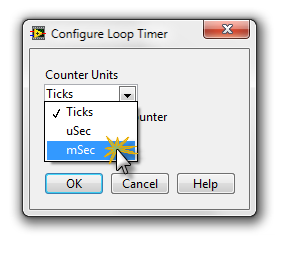 Configure Loop Timer
Counter Units
Ticks
✓ Ticks
uSec
mSec
OK
Cancel
Help